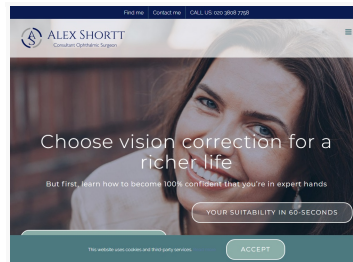 Find me
Contact me
CALL US: 020 3808 7758
ALEX SHORTT
Consultant Ophthalmic Surgeon
Choose vision correction for a
richer life
But first, learn how to become 100% confident that you're in expert hands
YOUR SUITABILITY IN 60-SECONDS
This website uses cookies and third-party services.
ACCEPT